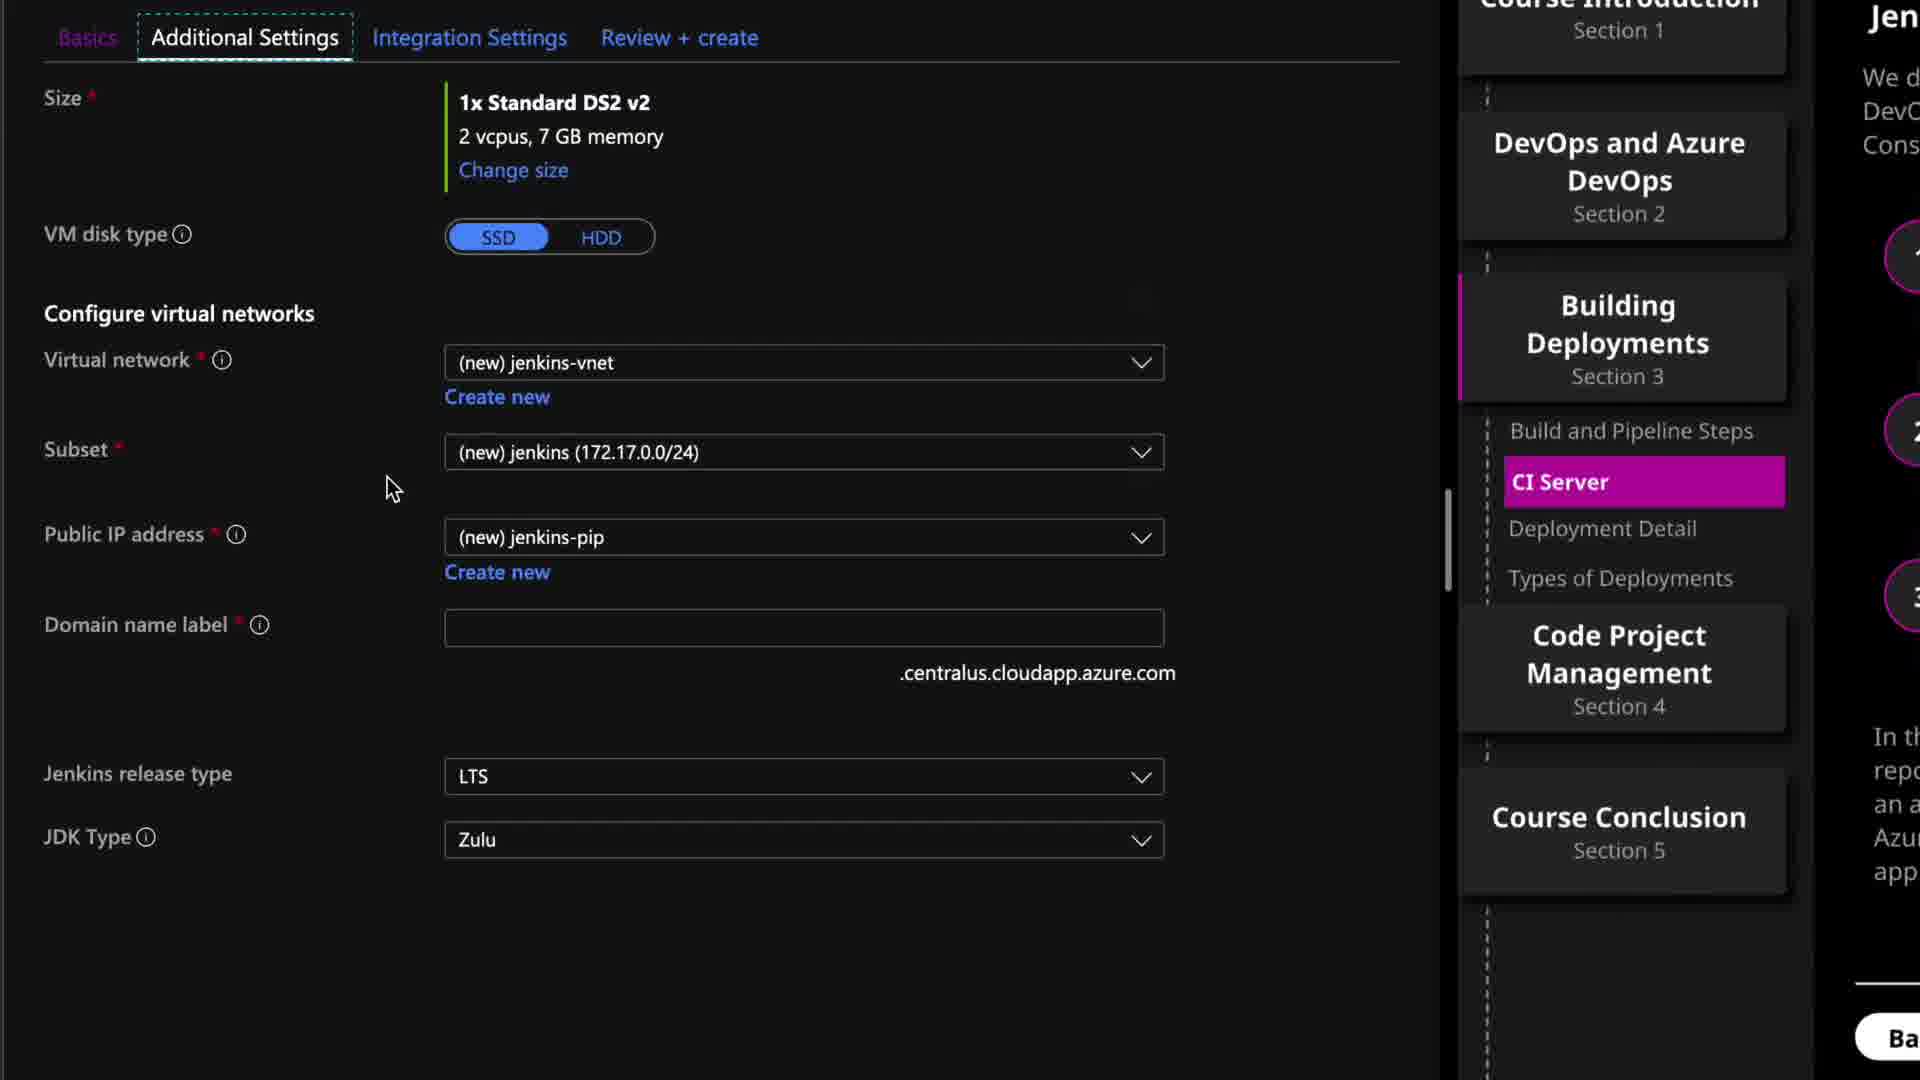 Basics
Additional Settings
Integration Settings
Review + create
Size *
1x Standard DS2 v2
2 vcpus, 7 GB memory
Change size
VM disk type
SSD
HDD
Configure virtual networks
Virtual network *
(new) jenkins-vnet
Create new
Subset *
(new) jenkins (172.17.0.0/24)
Public IP address *
(new) jenkins-pip
Create new
Domain name label *
.centralus.cloudapp.azure.com
Jenkins release type
LTS
JDK Type
Zulu
Course Introduction
Section 1
DevOps and Azure
DevOps
Section 2
Building
Deployments
Section 3
Build and Pipeline Steps
CI Server
Deployment Detail
Types of Deployments
Code Project
Management
Section 4
Course Conclusion
Section 5
Jen
We d
DevO
Cons
2
3
In th
repo
an a
Azur
app
Ba